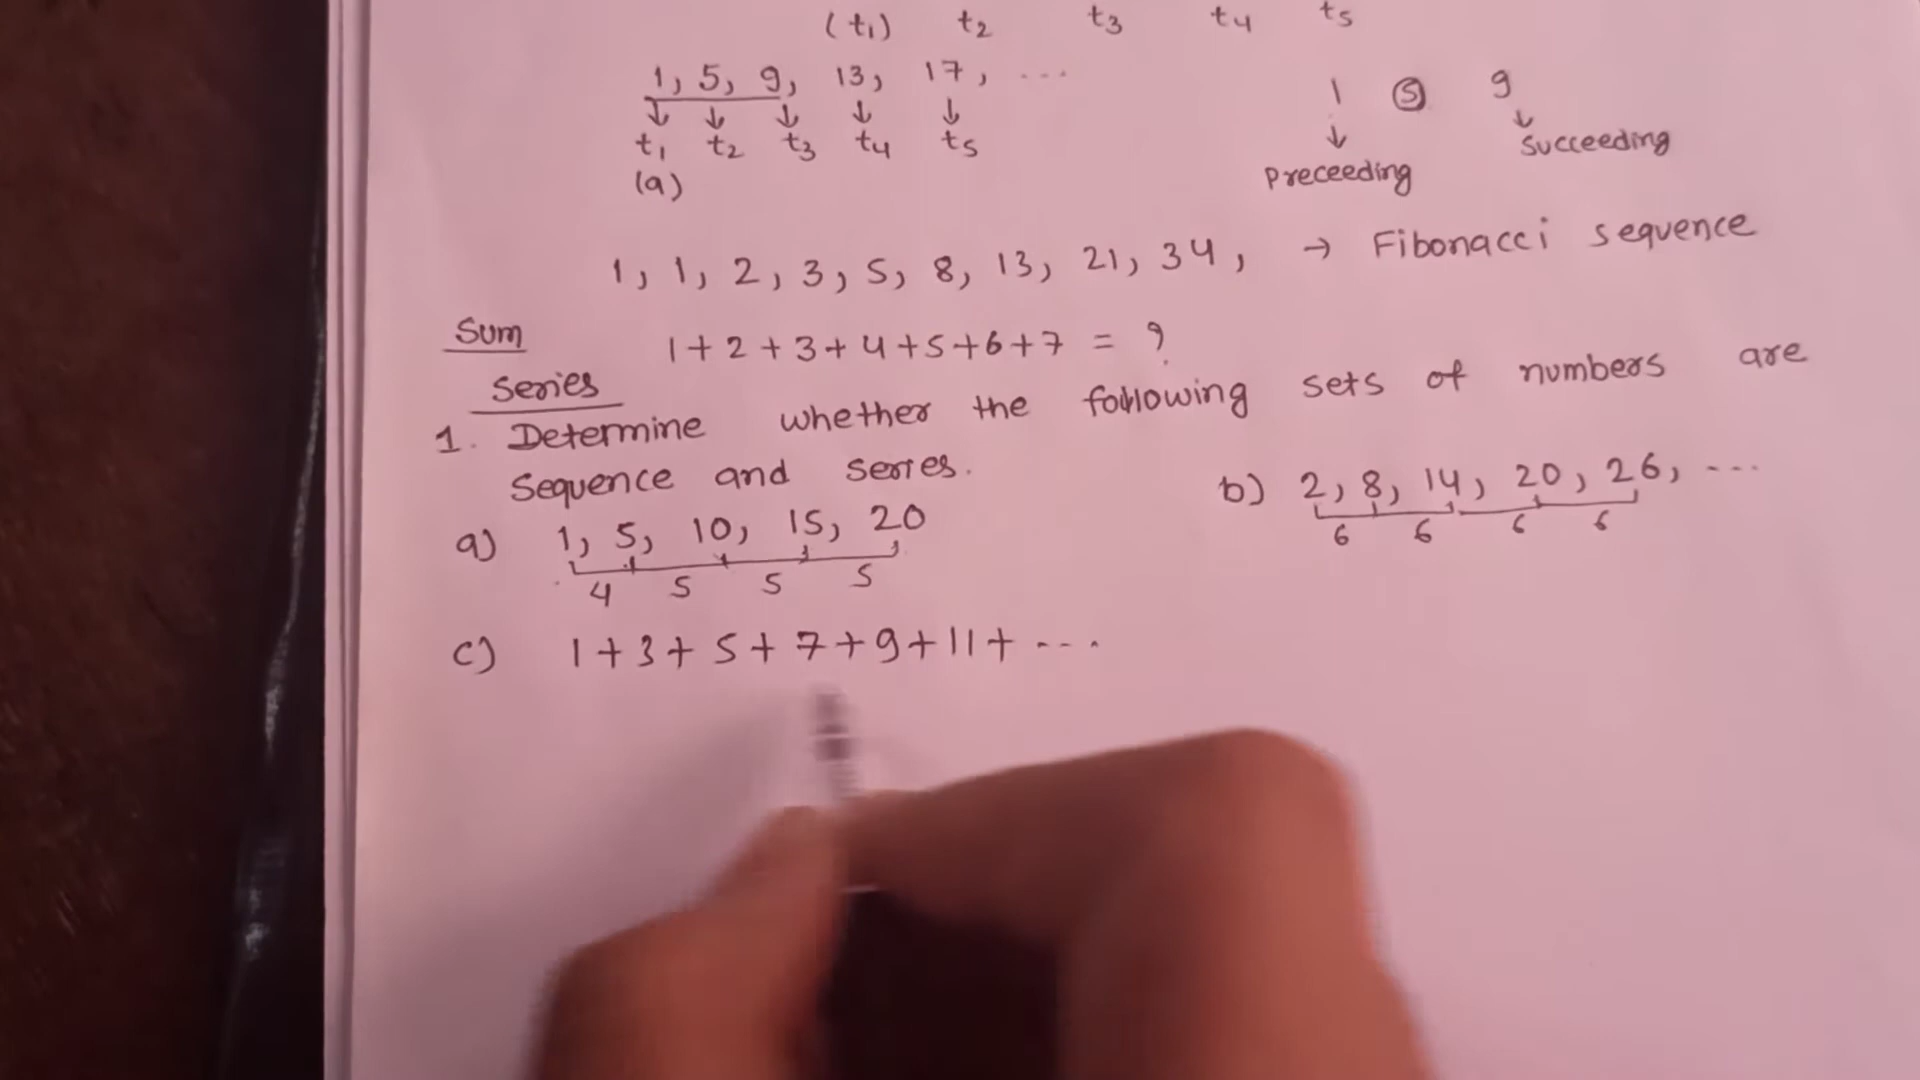 (t₁) t₂ t₃ t₄ t₅
1, 5, 9, 13, 17, ...
↓ ↓ ↓ ↓ ↓
t₁ t₂ t₃ t₄ t₅
(a)
1 5 9
↓ ↓
Preceeding Succeeding
1, 1, 2, 3, 5, 8, 13, 21, 34, → Fibonacci sequence
Sum
1+2+3+4+5+6+7 = ?
Series
1. Determine whether the following sets of numbers are
Sequence and series.
a) 1, 5, 10, 15, 20
4 5 5 5
b) 2, 8, 14, 20, 26, ...
6 6 6 6
c) 1+3+5+7+9+11+ ...